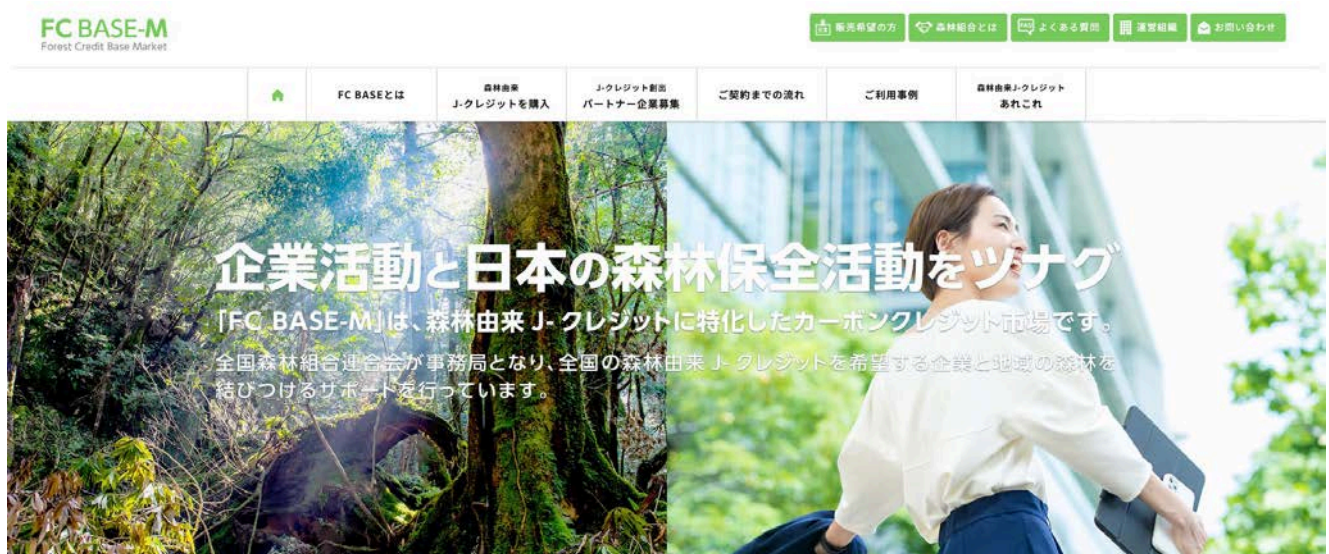 FC BASE-M
Forest Credit Base Market
販売希望の方
森林組合とは
FAQ
よくある質問
運営組織
お問い合わせ
FC BASEとは
森林由来
J-クレジットを購入
J-クレジット創出
パートナー企業募集
ご契約までの流れ
ご利用事例
森林由来J-クレジット
あれこれ
企業活動と日本の森林保全活動をツナグ
「FC BASE-M」は、森林由来 J-クレジットに特化したカーボンクレジット市場です。
全国森林組合連合会が事務局となり、全国の森林由来 J-クレジットを希望する企業と地域の森林を
結びつけるサポートを行っています。